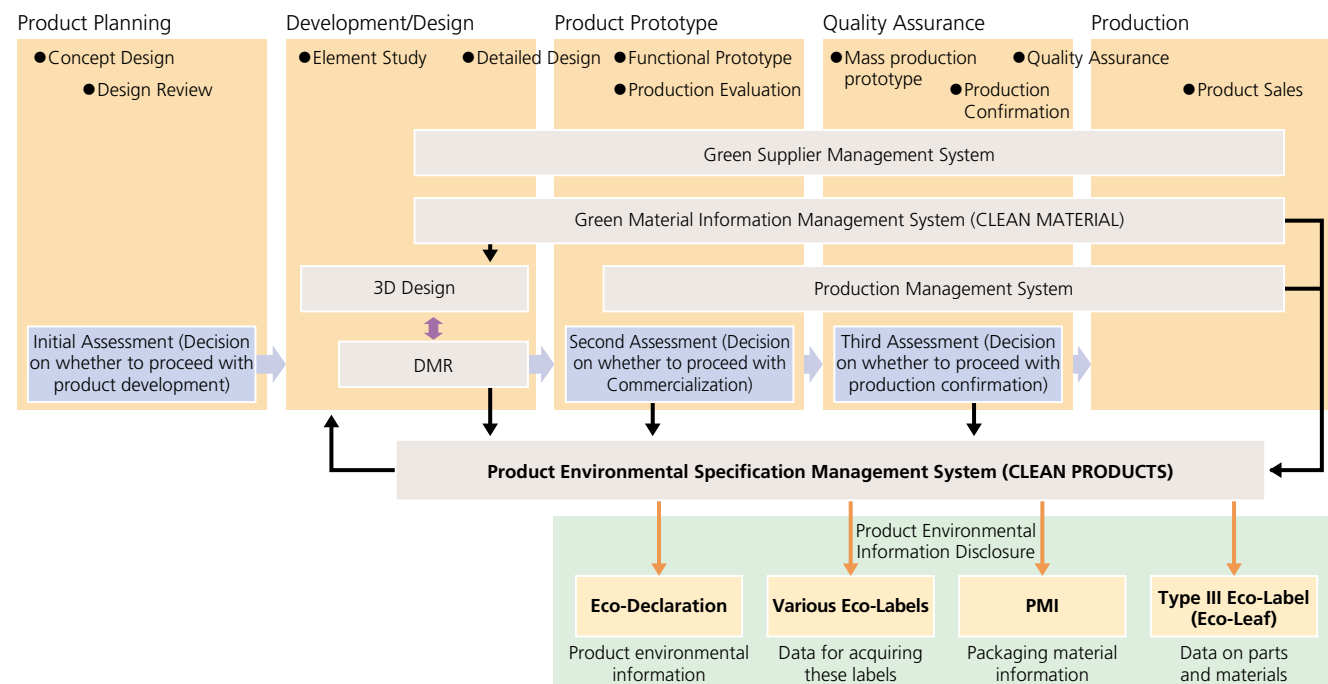 Product Planning
Development/Design
Product Prototype
Quality Assurance
Production
●Concept Design
●Design Review
●Element Study
●Detailed Design
●Functional Prototype
●Production Evaluation
●Mass production
prototype
●Quality Assurance
●Production
Confirmation
●Product Sales
Green Supplier Management System
Green Material Information Management System (CLEAN MATERIAL)
3D Design
Production Management System
Initial Assessment (Decision
on whether to proceed with
product development)
DMR
Second Assessment (Decision
on whether to proceed with
Commercialization)
Third Assessment (Decision
on whether to proceed with
production confirmation)
Product Environmental Specification Management System (CLEAN PRODUCTS)
Product Environmental
Information Disclosure
Eco-Declaration
Various Eco-Labels
PMI
Type III Eco-Label
(Eco-Leaf)
Product environmental
information
Data for acquiring
these labels
Packaging material
information
Data on parts
and materials